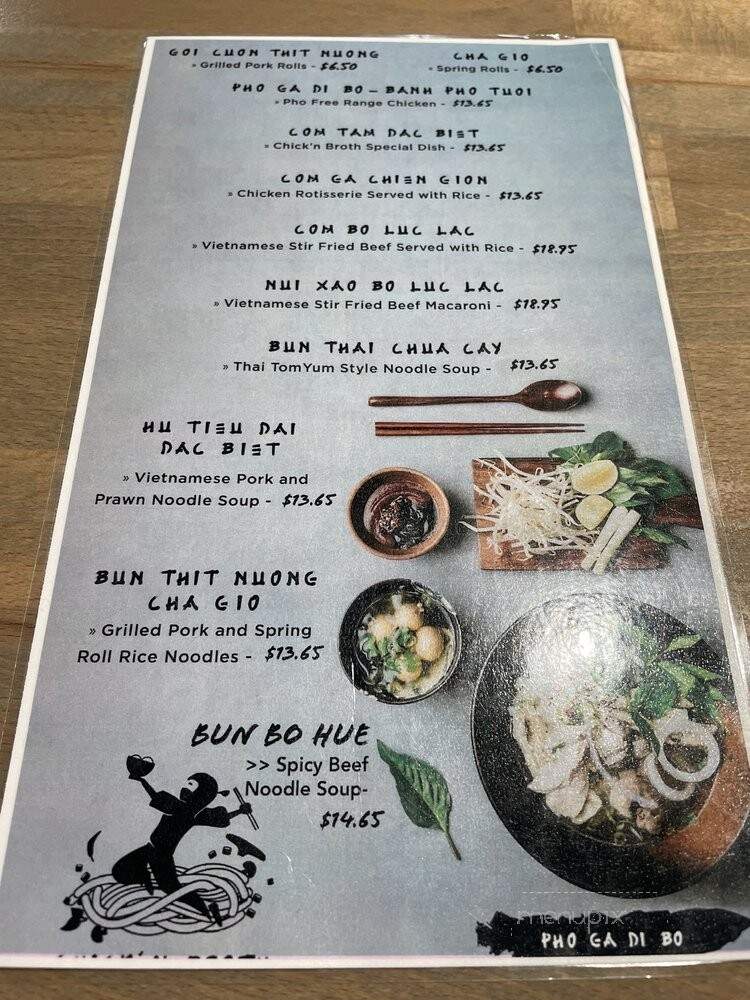 GOI CUON THIT NUONG
» Grilled Pork Rolls - $6.50
CHA GIO
» Spring Rolls - $6.50
PHO GA DI BO - BANH PHO TUOI
» Pho Free Range Chicken - $13.65
COM TAM DAC BIET
» Chick'n Broth Special Dish - $13.65
COM GA CHIEN GION
» Chicken Rotisserie Served with Rice - $13.65
COM BO LUC LAC
» Vietnamese Stir Fried Beef Served with Rice - $18.95
NUI XAO BO LUC LAC
» Vietnamese Stir Fried Beef Macaroni - $18.95
BUN THAI CHUA CAY
» Thai TomYum Style Noodle Soup - $13.65
HU TIEU DAI
DAC BIET
» Vietnamese Pork and
Prawn Noodle Soup - $13.65
BUN THIT NUONG
CHA GIO
» Grilled Pork and Spring
Roll Rice Noodles - $13.65
BUN BO HUE
>> Spicy Beef
Noodle Soup-
$14.65
menupix
PHO GA DI BO